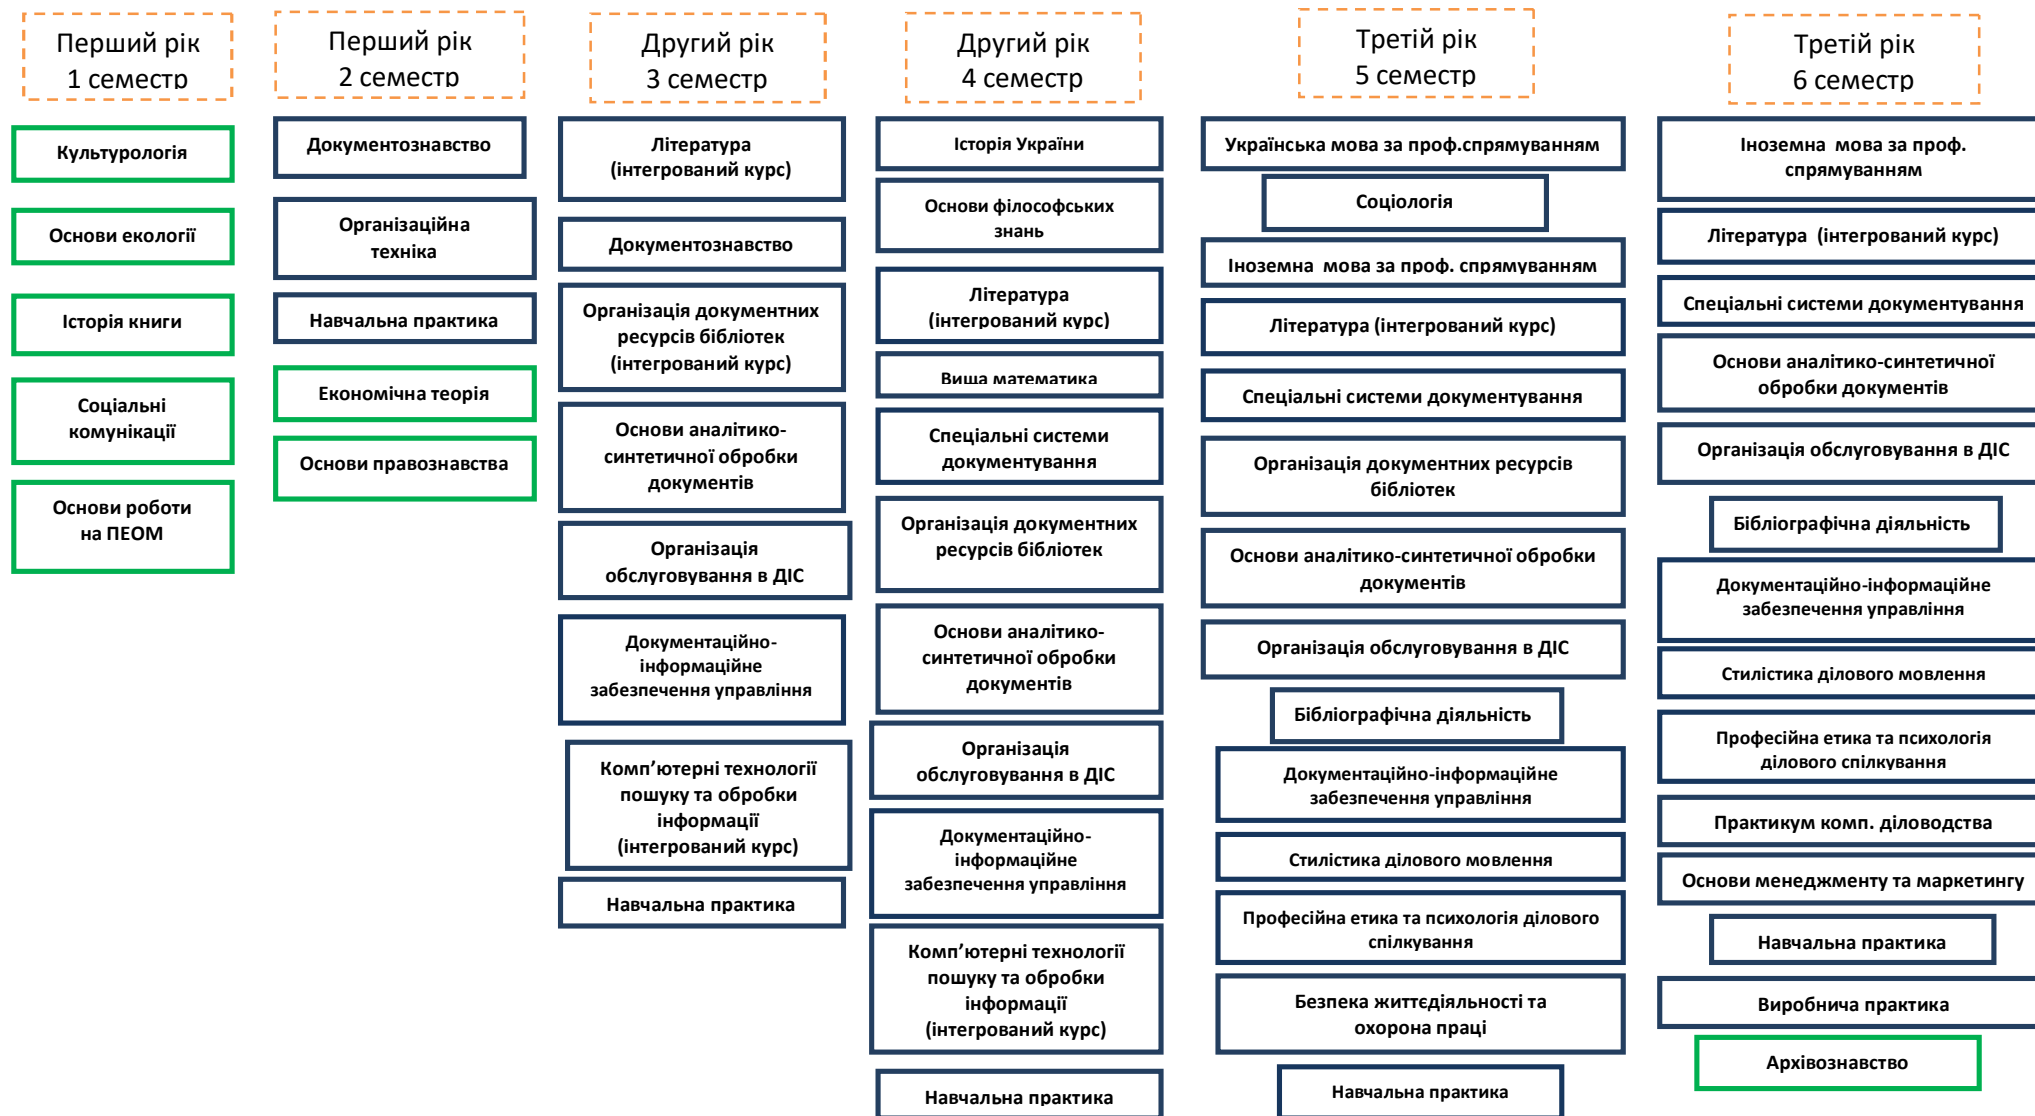 Перший рік
1 семестр
Культурологія
Основи екології
Історія книги
Соціальні
комунікації
Основи роботи
на ПЕОМ
Перший рік
2 семестр
Документознавство
Організаційна
техніка
Навчальна практика
Економічна теорія
Основи правознавства
Другий рік
3 семестр
Література
(інтегрований курс)
Документознавство
Організація документних
ресурсів бібліотек
(інтегрований курс)
Основи аналітико-
синтетичної обробки
документів
Організація
обслуговування в ДІС
Документаційно-
інформаційне
забезпечення управління
Комп’ютерні технології
пошуку та обробки
інформації
(інтегрований курс)
Навчальна практика
Другий рік
4 семестр
Історія України
Основи філософських
знань
Література
(інтегрований курс)
Вища математика
Спеціальні системи
документування
Організація документних
ресурсів бібліотек
Основи аналітико-
синтетичної обробки
документів
Організація
обслуговування в ДІС
Документаційно-
інформаційне
забезпечення управління
Комп’ютерні технології
пошуку та обробки
інформації
(інтегрований курс)
Навчальна практика
Третій рік
5 семестр
Українська мова за проф.спрямуванням
Соціологія
Іноземна  мова за проф. спрямуванням
Література (інтегрований курс)
Спеціальні системи документування
Організація документних ресурсів
бібліотек
Основи аналітико-синтетичної обробки
документів
Організація обслуговування в ДІС
Бібліографічна діяльність
Документаційно-інформаційне
забезпечення управління
Стилістика ділового мовлення
Професійна етика та психологія ділового
спілкування
Безпека життєдіяльності та
охорона праці
Навчальна практика
Третій рік
6 семестр
Іноземна  мова за проф.
спрямуванням
Література  (інтегрований курс)
Спеціальні системи документування
Основи аналітико-синтетичної
обробки документів
Організація обслуговування в ДІС
Бібліографічна діяльність
Документаційно-інформаційне
забезпечення управління
Стилістика ділового мовлення
Професійна етика та психологія
ділового спілкування
Практикум комп. діловодства
Основи менеджменту та маркетингу
Навчальна практика
Виробнича практика
Архівознавство